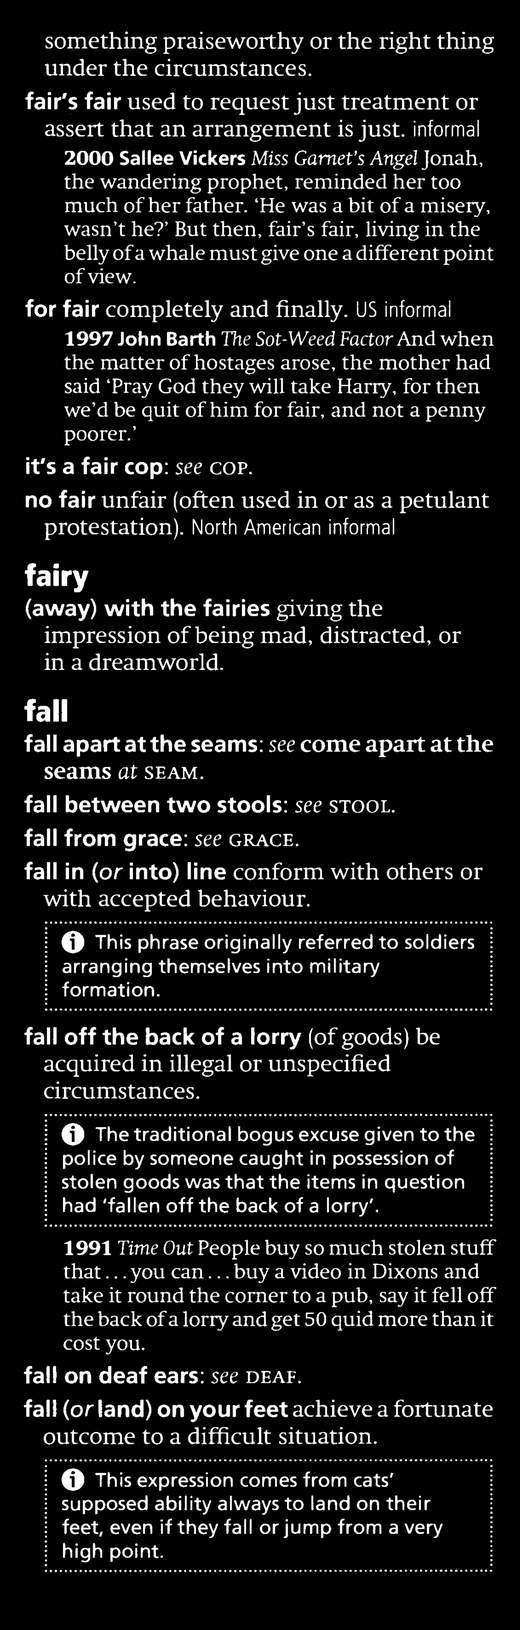 something praiseworthy or the right thing
under the circumstances.
fair's fair used to request just treatment or
assert that an arrangement is just. informal
2000 Sallee Vickers Miss Garnet's Angel Jonah,
the wandering prophet, reminded her too
much of her father. ‘He was a bit of a misery,
wasn't he?’ But then, fair's fair, living in the
belly of a whale must give one a different point
of view.
for fair completely and finally. US informal
1997 John Barth The Sot-Weed Factor And when
the matter of hostages arose, the mother had
said ‘Pray God they will take Harry, for then
we'd be quit of him for fair, and not a penny
poorer.’
it's a fair cop: see COP.
no fair unfair (often used in or as a petulant
protestation). North American informal
fairy
(away) with the fairies giving the
impression of being mad, distracted, or
in a dreamworld.
fall
fall apart at the seams: see come apart at the
seams at SEAM.
fall between two stools: see STOOL.
fall from grace: see GRACE.
fall in (or into) line conform with others or
with accepted behaviour.
i This phrase originally referred to soldiers
arranging themselves into military
formation.
fall off the back of a lorry (of goods) be
acquired in illegal or unspecified
circumstances.
i The traditional bogus excuse given to the
police by someone caught in possession of
stolen goods was that the items in question
had ‘fallen off the back of a lorry’.
1991 Time Out People buy so much stolen stuff
that...you can...buy a video in Dixons and
take it round the corner to a pub, say it fell off
the back of a lorry and get 50 quid more than it
cost you.
fall on deaf ears: see DEAF.
fall (or land) on your feet achieve a fortunate
outcome to a difficult situation.
i This expression comes from cats’
supposed ability always to land on their
feet, even if they fall or jump from a very
high point.